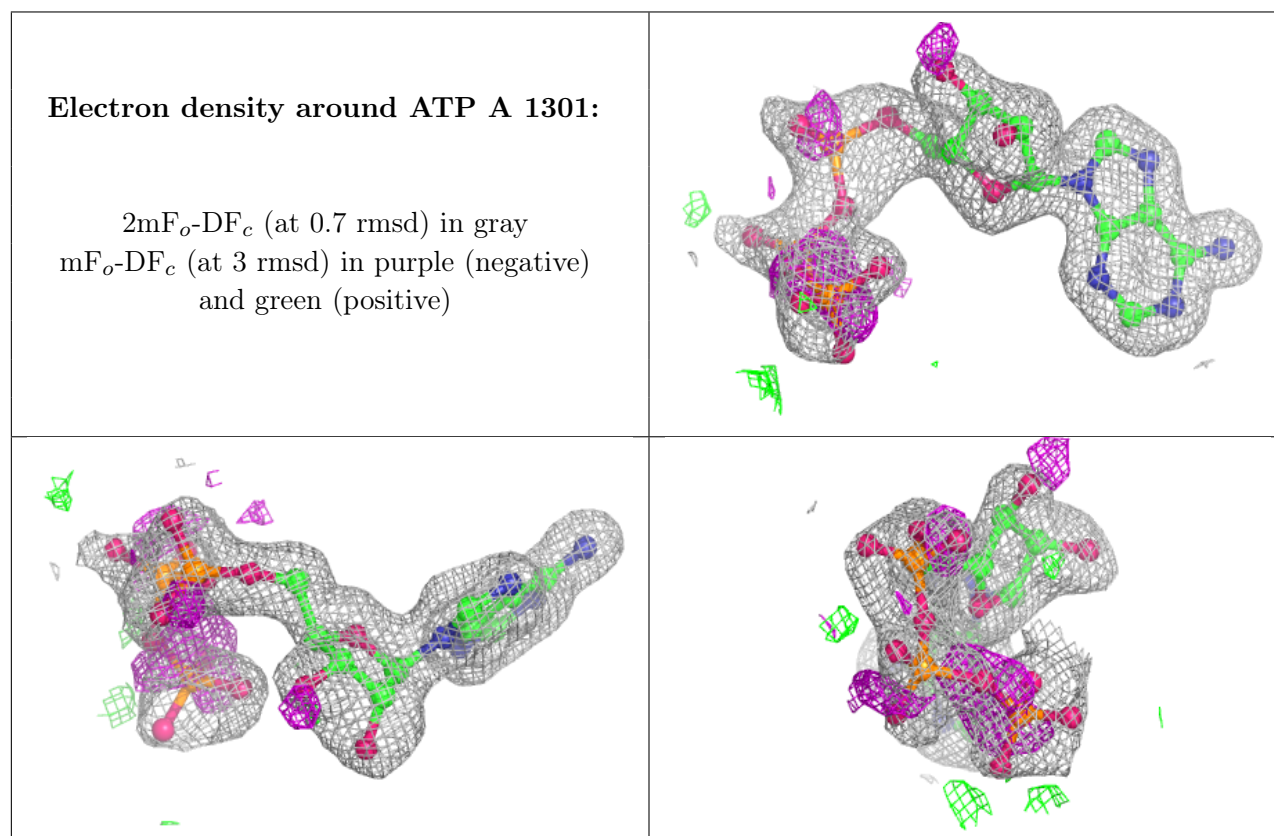 Electron density around ATP A 1301:
2mFo-DFc (at 0.7 rmsd) in gray
mFo-DFc (at 3 rmsd) in purple (negative)
and green (positive)